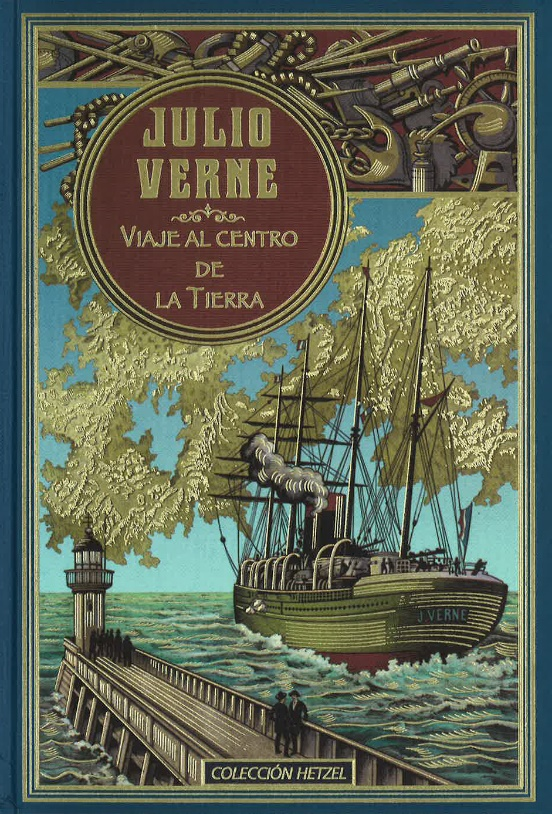 JULIO
VERNE
VIAJE AL CENTRO
DE
LA TIERRA
J. VERNE
COLECCIÓN HETZEL